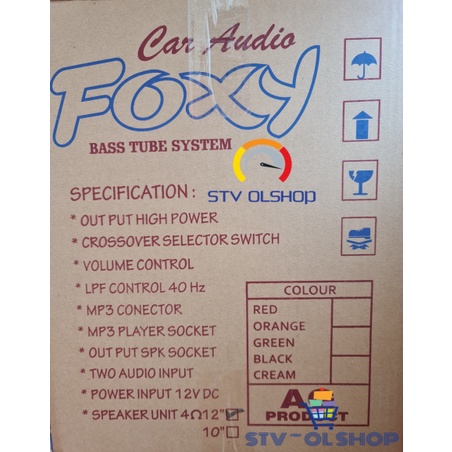 Car Audio
FOXY
BASS TUBE SYSTEM
STV OLSHOP
SPECIFICATION :
* OUT PUT HIGH POWER
* CROSSOVER SELECTOR SWITCH
* VOLUME CONTROL
* LPF CONTROL 40 Hz
* MP3 CONECTOR
* MP3 PLAYER SOCKET
* OUT PUT SPK SOCKET
* TWO AUDIO INPUT
* POWER INPUT 12V DC
* SPEAKER UNIT 4Ω12"
10"
COLOUR
RED
ORANGE
GREEN
BLACK
CREAM
PRODUCT
STV-OLSHOP